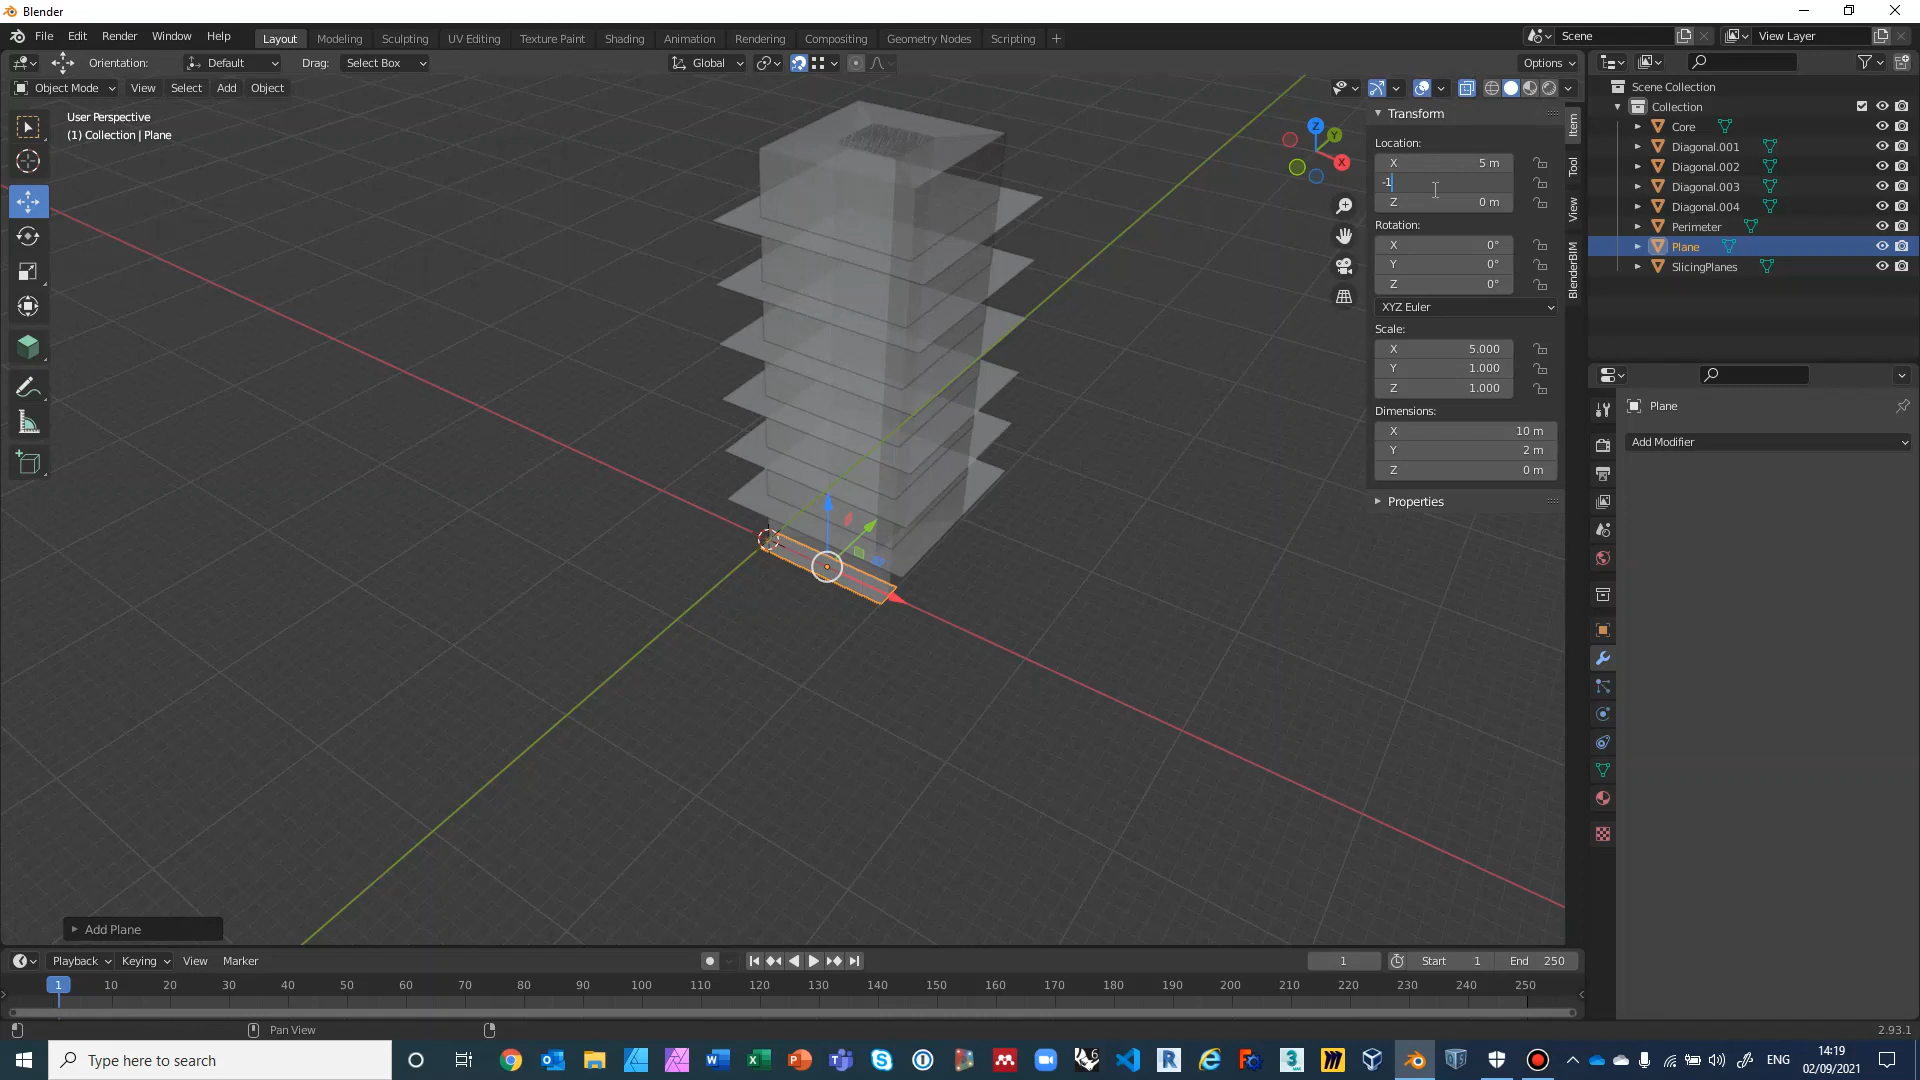 Blender
File Edit Render Window Help Layout Modeling Sculpting UV Editing Texture Paint Shading Animation Rendering Compositing Geometry Nodes Scripting + Scene View Layer
Orientation: Default Drag: Select Box Global Options
Object Mode View Select Add Object
User Perspective
(1) Collection | Plane
Z
Y
X
Transform
Location:
X 5 m
-1
Z 0 m
Rotation:
X 0°
Y 0°
Z 0°
XYZ Euler
Scale:
X 5.000
Y 1.000
Z 1.000
Dimensions:
X 10 m
Y 2 m
Z 0 m
Properties
Item
Tool
View
BlenderBIM
Scene Collection
Collection
Core
Diagonal.001
Diagonal.002
Diagonal.003
Diagonal.004
Perimeter
Plane
SlicingPlanes
Plane
Add Modifier
Add Plane
Playback Keying View Marker 1 Start 1 End 250
1 10 20 30 40 50 60 70 80 90 100 110 120 130 140 150 160 170 180 190 200 210 220 230 240 250
Pan View 2.93.1
Type here to search
ENG
14:19
02/09/2021